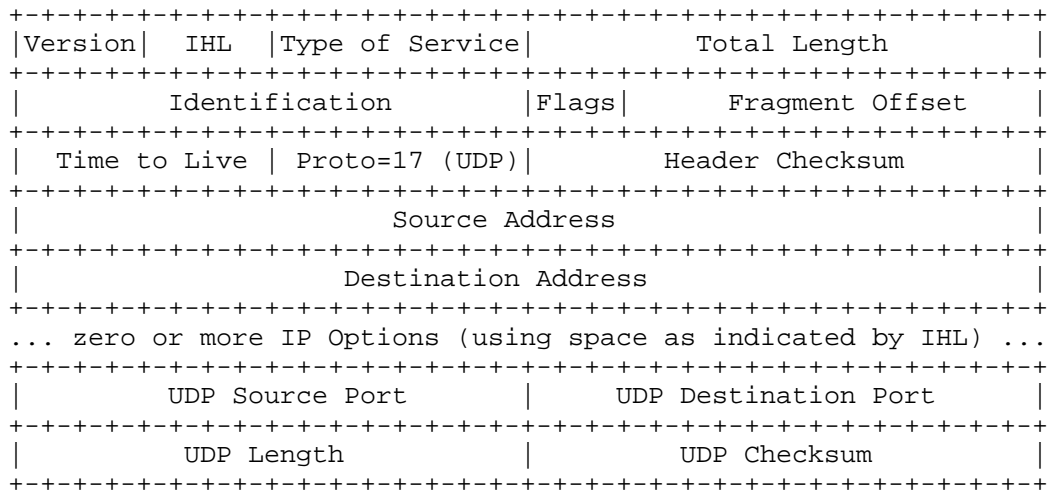 +-+-+-+-+-+-+-+-+-+-+-+-+-+-+-+-+-+-+-+-+-+-+-+-+-+-+-+-+-+-+-+-+
|Version|  IHL  |Type of Service|          Total Length         |
+-+-+-+-+-+-+-+-+-+-+-+-+-+-+-+-+-+-+-+-+-+-+-+-+-+-+-+-+-+-+-+-+
|         Identification        |Flags|      Fragment Offset    |
+-+-+-+-+-+-+-+-+-+-+-+-+-+-+-+-+-+-+-+-+-+-+-+-+-+-+-+-+-+-+-+-+
|  Time to Live | Proto=17 (UDP)|        Header Checksum        |
+-+-+-+-+-+-+-+-+-+-+-+-+-+-+-+-+-+-+-+-+-+-+-+-+-+-+-+-+-+-+-+-+
|                       Source Address                          |
+-+-+-+-+-+-+-+-+-+-+-+-+-+-+-+-+-+-+-+-+-+-+-+-+-+-+-+-+-+-+-+-+
|                    Destination Address                        |
+-+-+-+-+-+-+-+-+-+-+-+-+-+-+-+-+-+-+-+-+-+-+-+-+-+-+-+-+-+-+-+-+
... zero or more IP Options (using space as indicated by IHL) ...
+-+-+-+-+-+-+-+-+-+-+-+-+-+-+-+-+-+-+-+-+-+-+-+-+-+-+-+-+-+-+-+-+
|         UDP Source Port       |     UDP Destination Port      |
+-+-+-+-+-+-+-+-+-+-+-+-+-+-+-+-+-+-+-+-+-+-+-+-+-+-+-+-+-+-+-+-+
|          UDP Length           |         UDP Checksum          |
+-+-+-+-+-+-+-+-+-+-+-+-+-+-+-+-+-+-+-+-+-+-+-+-+-+-+-+-+-+-+-+-+